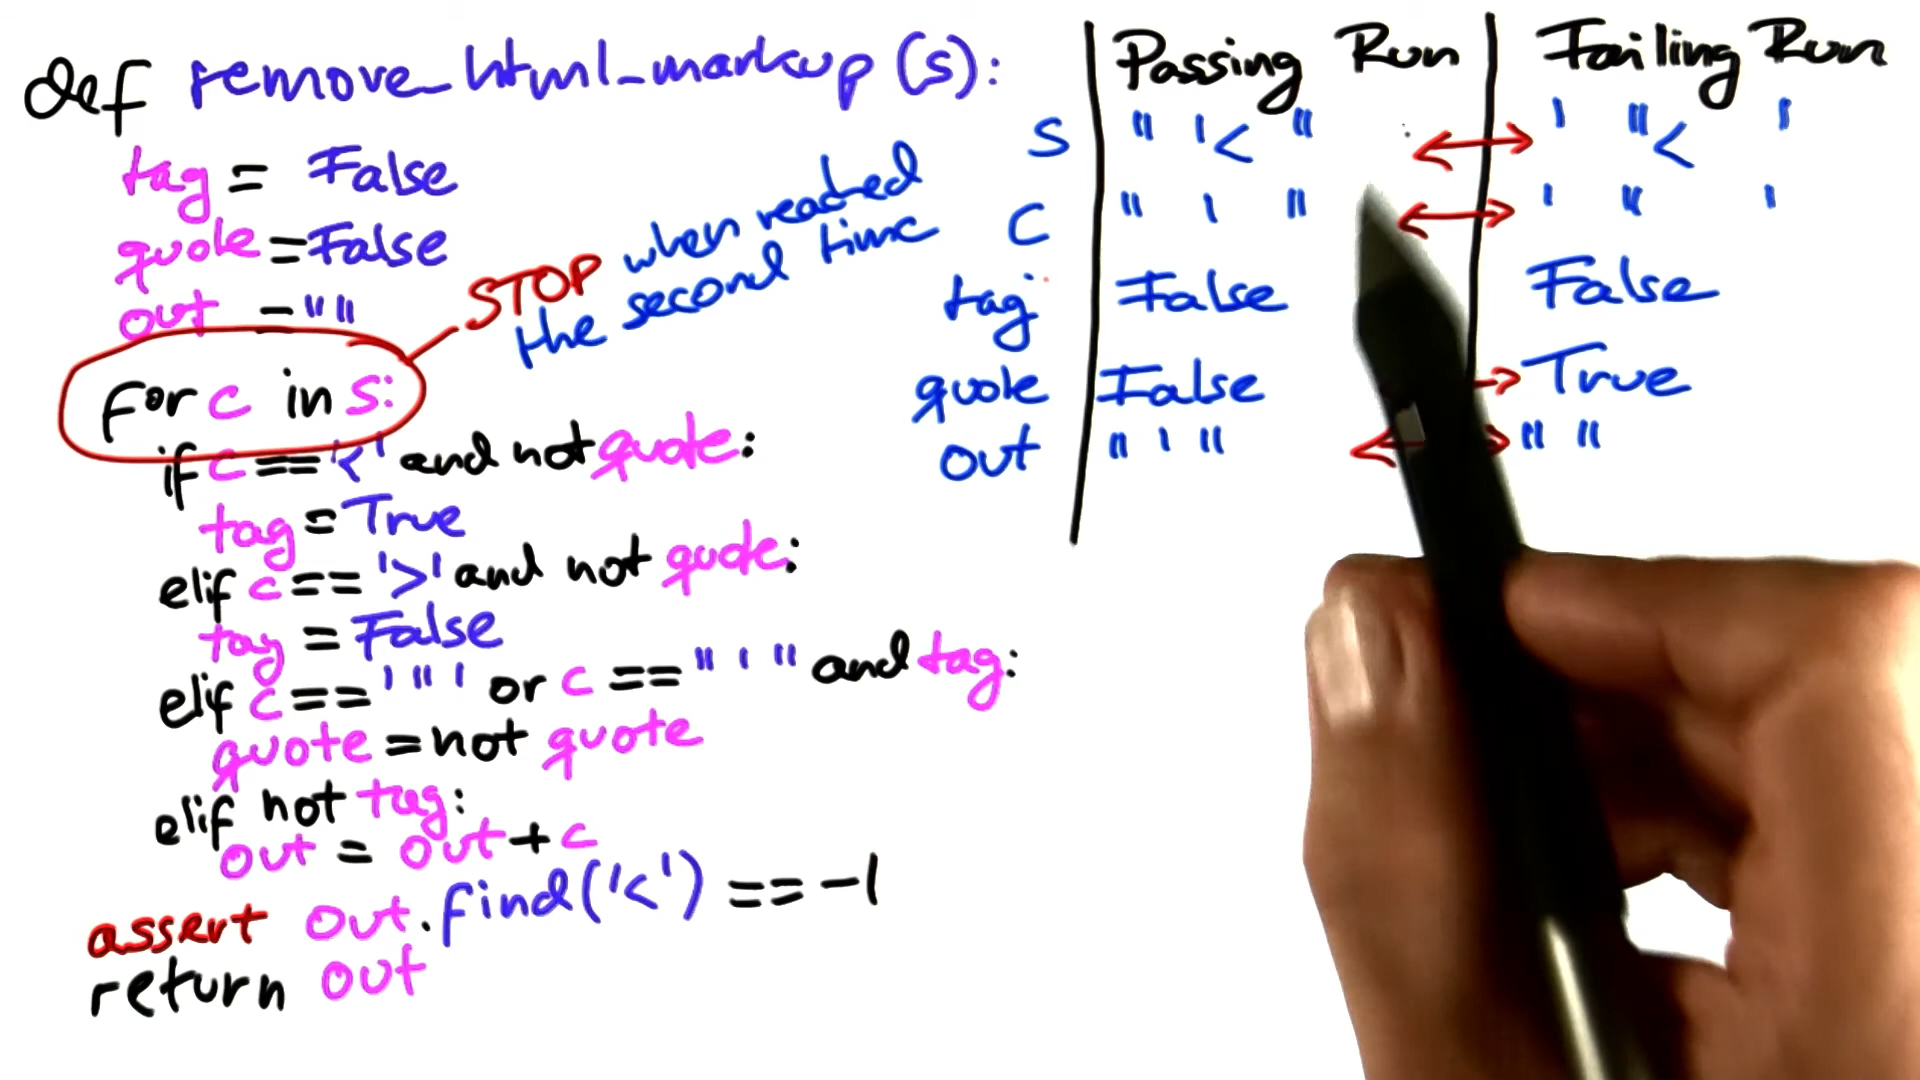 def remove_html_markup (s):
tag = False
quote = False
out = ""
STOP when reached
the second time
for c in s:
if c == '<' and not quote:
tag = True
elif c == '>' and not quote:
tag = False
elif c == '"' or c == "'" and tag:
quote = not quote
elif not tag:
out = out + c
assert out.find('<') == -1
return out
Passing Run Failing Run
s "'<" '"<'
c "'" '"'
tag False False
quote False True
out "'" ""